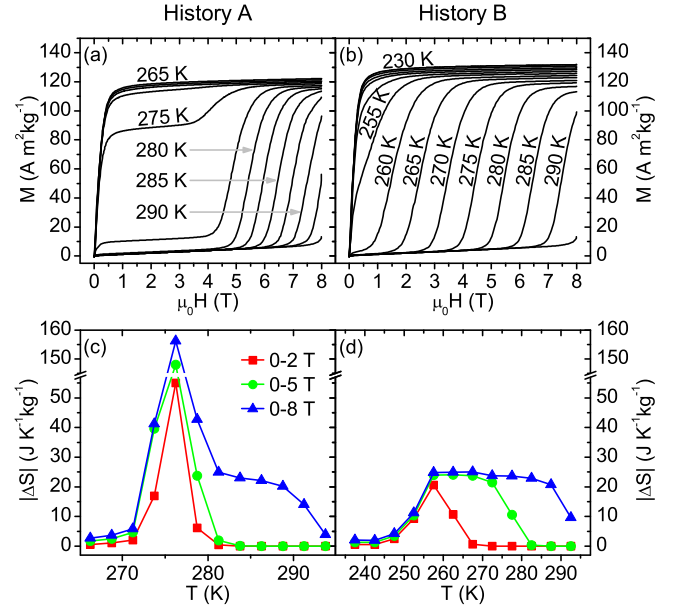 History A
History B
(a)
265 K
275 K
280 K
285 K
290 K
M (A m²kg⁻¹)
140
120
100
80
60
40
20
0
0 1 2 3 4 5 6 7 8
μ₀H (T)
(b)
230 K
255 K
260 K
265 K
270 K
275 K
280 K
285 K
290 K
M (A m²kg⁻¹)
140
120
100
80
60
40
20
0
0 1 2 3 4 5 6 7 8
μ₀H (T)
(c)
0-2 T
0-5 T
0-8 T
|ΔS| (J K⁻¹kg⁻¹)
160
150
50
40
30
20
10
0
270 280 290
T (K)
(d)
|ΔS| (J K⁻¹kg⁻¹)
160
150
50
40
30
20
10
0
240 250 260 270 280 290
T (K)